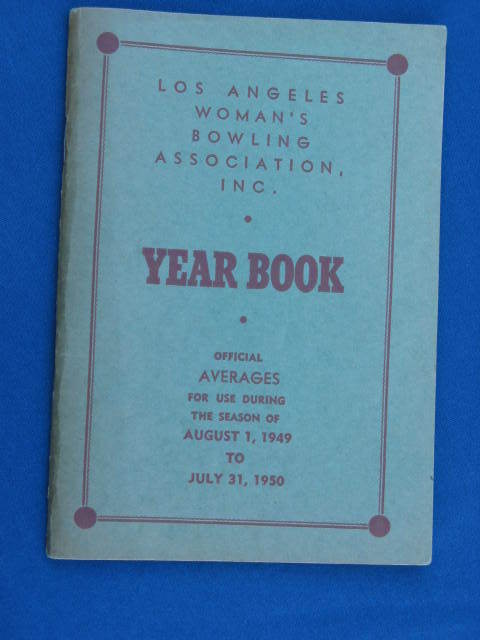 LOS ANGELES
WOMAN'S
BOWLING
ASSOCIATION,
INC.
YEAR BOOK
OFFICIAL
AVERAGES
FOR USE DURING
THE SEASON OF
AUGUST 1, 1949
TO
JULY 31, 1950